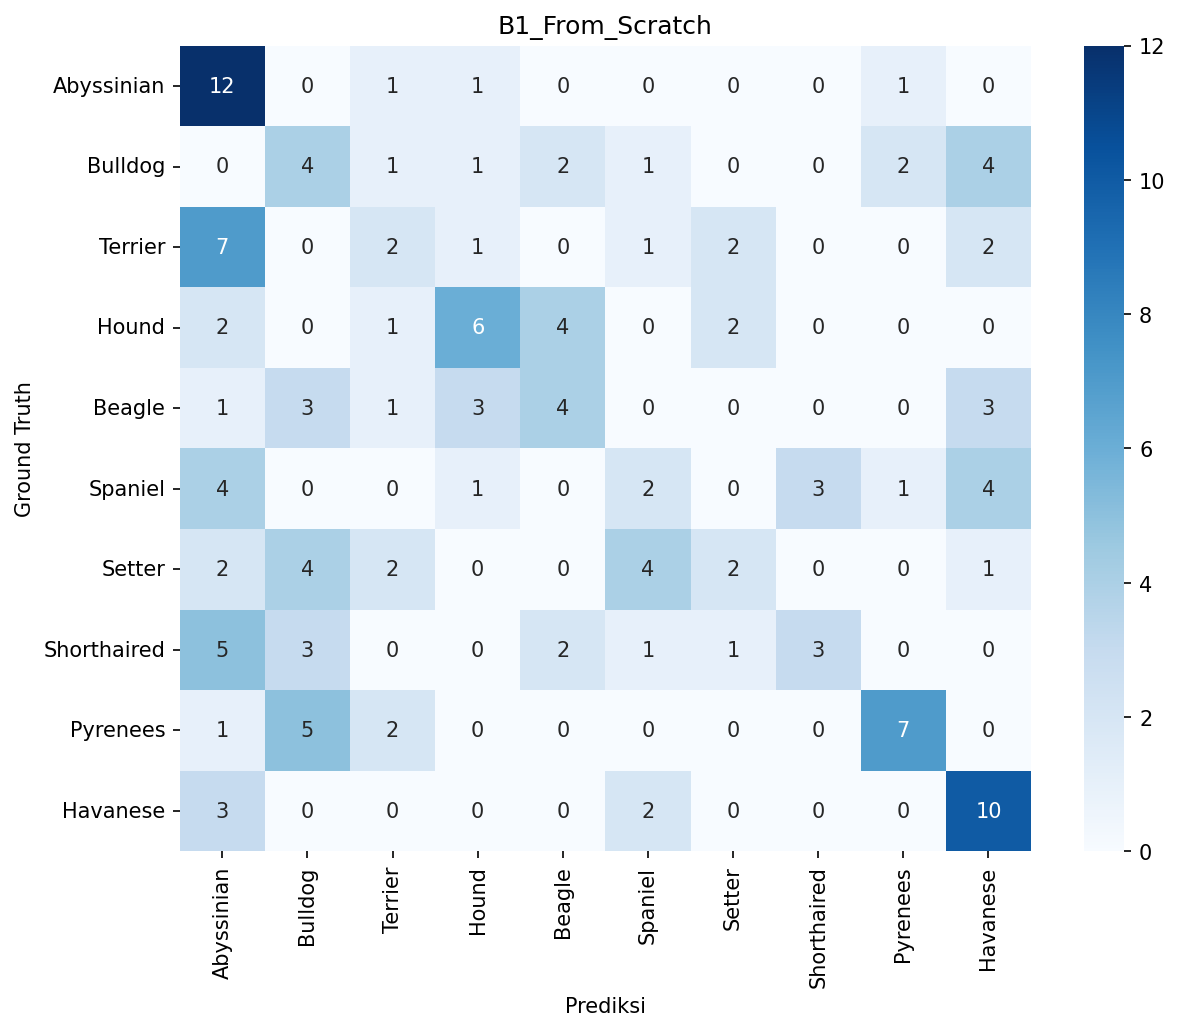 B1_From_Scratch
Abyssinian 12 0 1 1 0 0 0 0 1 0
Bulldog 0 4 1 1 2 1 0 0 2 4
Terrier 7 0 2 1 0 1 2 0 0 2
Hound 2 0 1 6 4 0 2 0 0 0
Beagle 1 3 1 3 4 0 0 0 0 3
Spaniel 4 0 0 1 0 2 0 3 1 4
Setter 2 4 2 0 0 4 2 0 0 1
Shorthaired 5 3 0 0 2 1 1 3 0 0
Pyrenees 1 5 2 0 0 0 0 0 7 0
Havanese 3 0 0 0 0 2 0 0 0 10
Ground Truth
Abyssinian Bulldog Terrier Hound Beagle Spaniel Setter Shorthaired Pyrenees Havanese
Prediksi
12
10
8
6
4
2
0